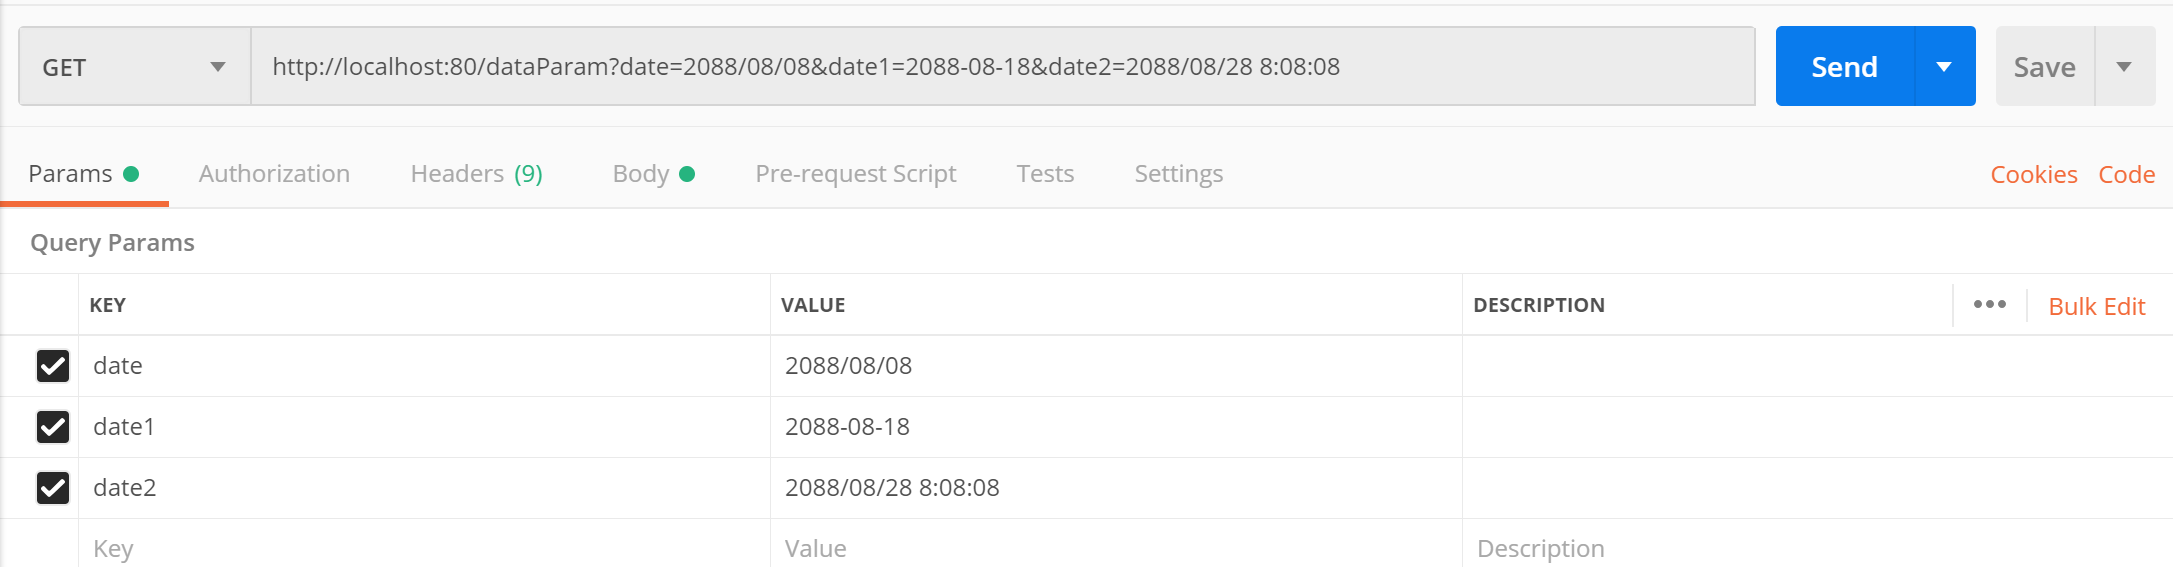 GET http://localhost:80/dataParam?date=2088/08/08&date1=2088-08-18&date2=2088/08/28 8:08:08 Send Save
Params Authorization Headers (9) Body Pre-request Script Tests Settings Cookies Code
Query Params
KEY VALUE DESCRIPTION Bulk Edit
date 2088/08/08
date1 2088-08-18
date2 2088/08/28 8:08:08
Key Value Description